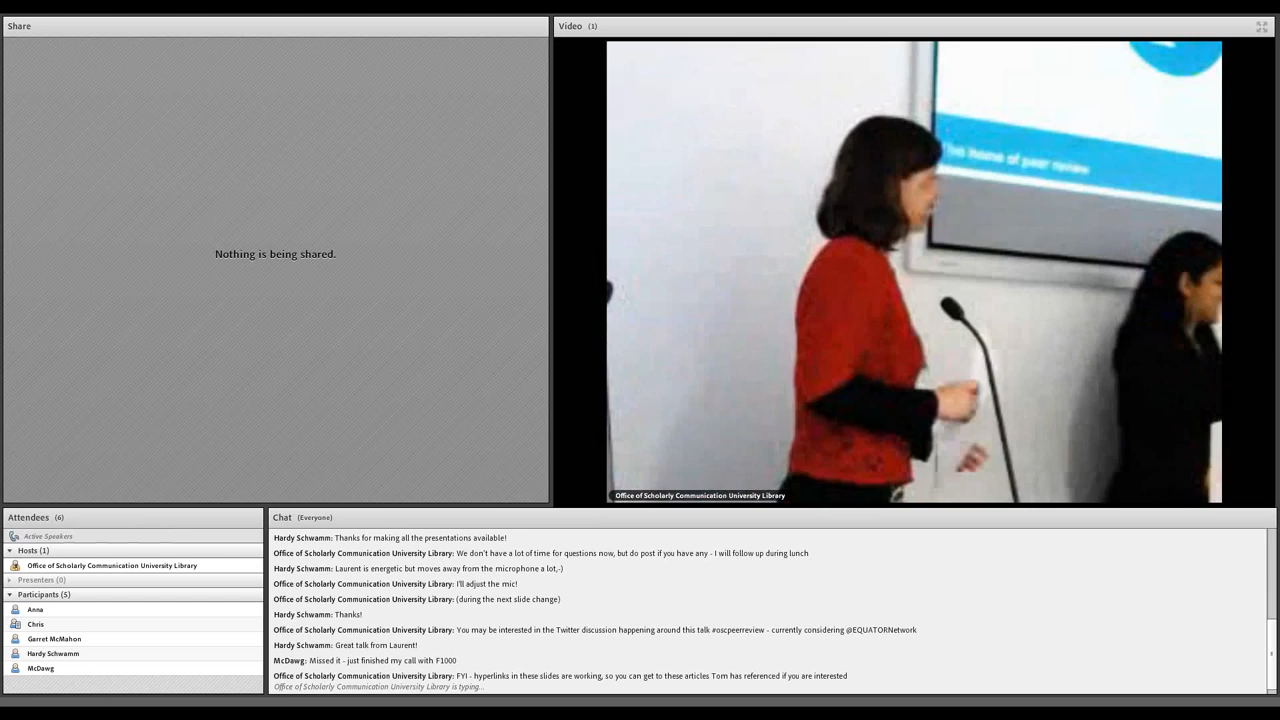 Share
Nothing is being shared.
Video (1)
The Home of peer review
Office of Scholarly Communication University Library
Attendees (6)
Active Speakers
Hosts (1)
Office of Scholarly Communication University Library
Presenters (0)
Participants (5)
Anna
Chris
Garret McMahon
Hardy Schwamm
McDawg
Chat (Everyone)
Hardy Schwamm: Thanks for making all the presentations available!
Office of Scholarly Communication University Library: We don't have a lot of time for questions now, but do post if you have any - I will follow up during lunch
Hardy Schwamm: Laurent is energetic but moves away from the microphone a lot,-)
Office of Scholarly Communication University Library: I'll adjust the mic!
Office of Scholarly Communication University Library: (during the next slide change)
Hardy Schwamm: Thanks!
Office of Scholarly Communication University Library: You may be interested in the Twitter discussion happening around this talk #oscpeerreview - currently considering @EQUATORNetwork
Hardy Schwamm: Great talk from Laurent!
McDawg: Missed it - just finished my call with F1000
Office of Scholarly Communication University Library: FYI - hyperlinks in these slides are working, so you can get to these articles Tom has referenced if you are interested
Office of Scholarly Communication University Library is typing...